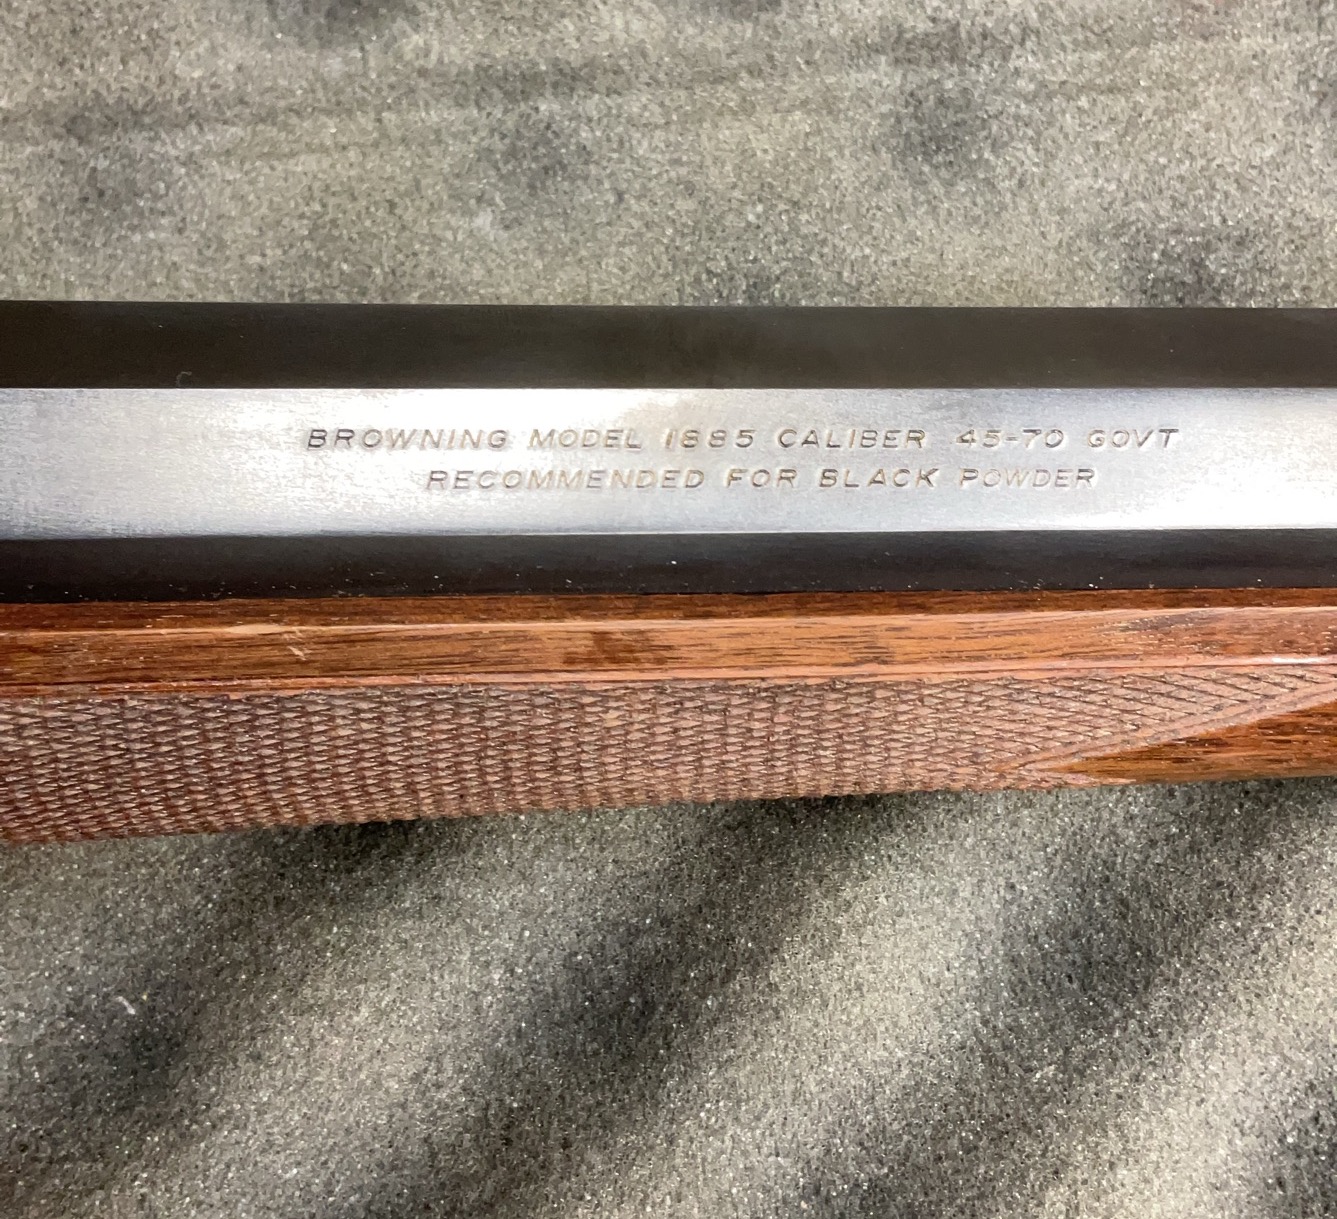 BROWNING MODEL 1885 CALIBER 45-70 GOVT
RECOMMENDED FOR BLACK POWDER